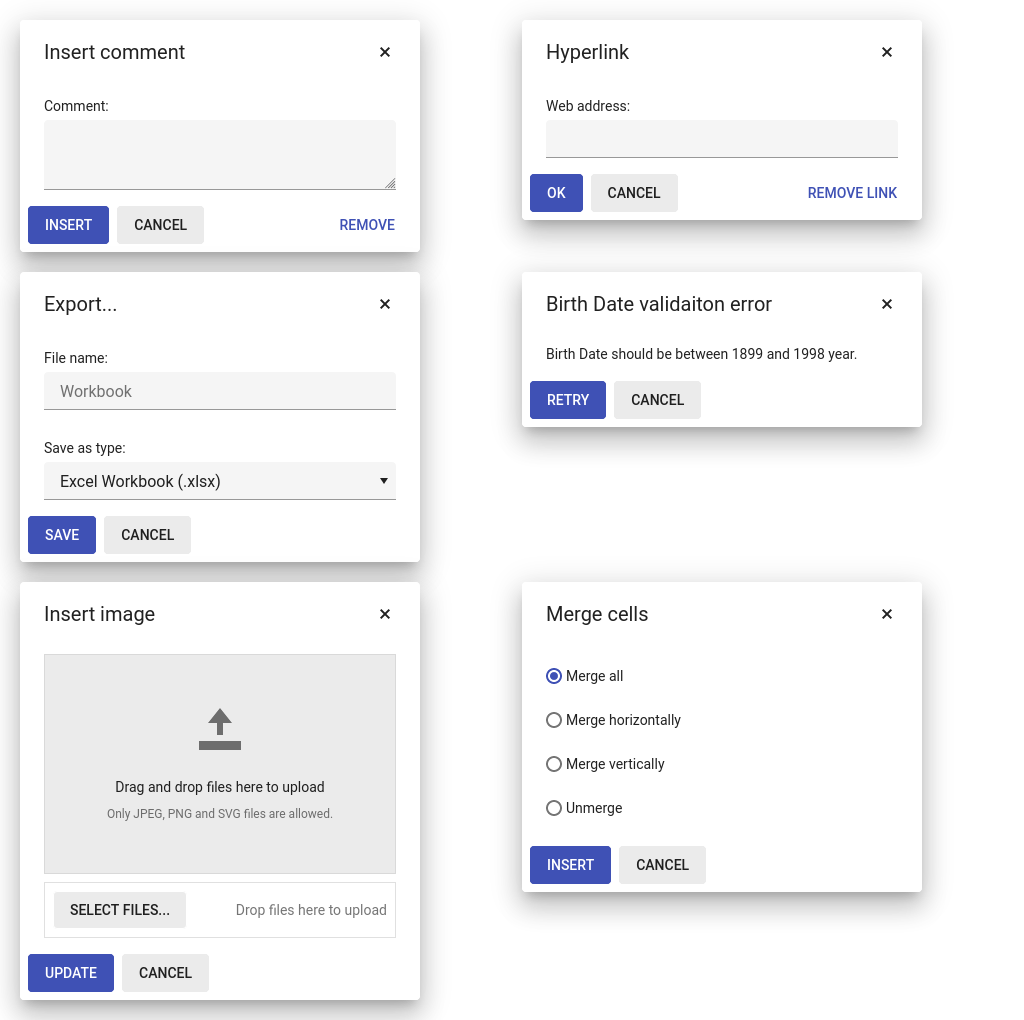 Insert comment
Comment:
INSERT CANCEL REMOVE
Hyperlink
Web address:
OK CANCEL REMOVE LINK
Export...
File name:
Workbook
Save as type:
Excel Workbook (.xlsx)
SAVE CANCEL
Birth Date validaiton error
Birth Date should be between 1899 and 1998 year.
RETRY CANCEL
Insert image
Drag and drop files here to upload
Only JPEG, PNG and SVG files are allowed.
SELECT FILES... Drop files here to upload
UPDATE CANCEL
Merge cells
Merge all
Merge horizontally
Merge vertically
Unmerge
INSERT CANCEL